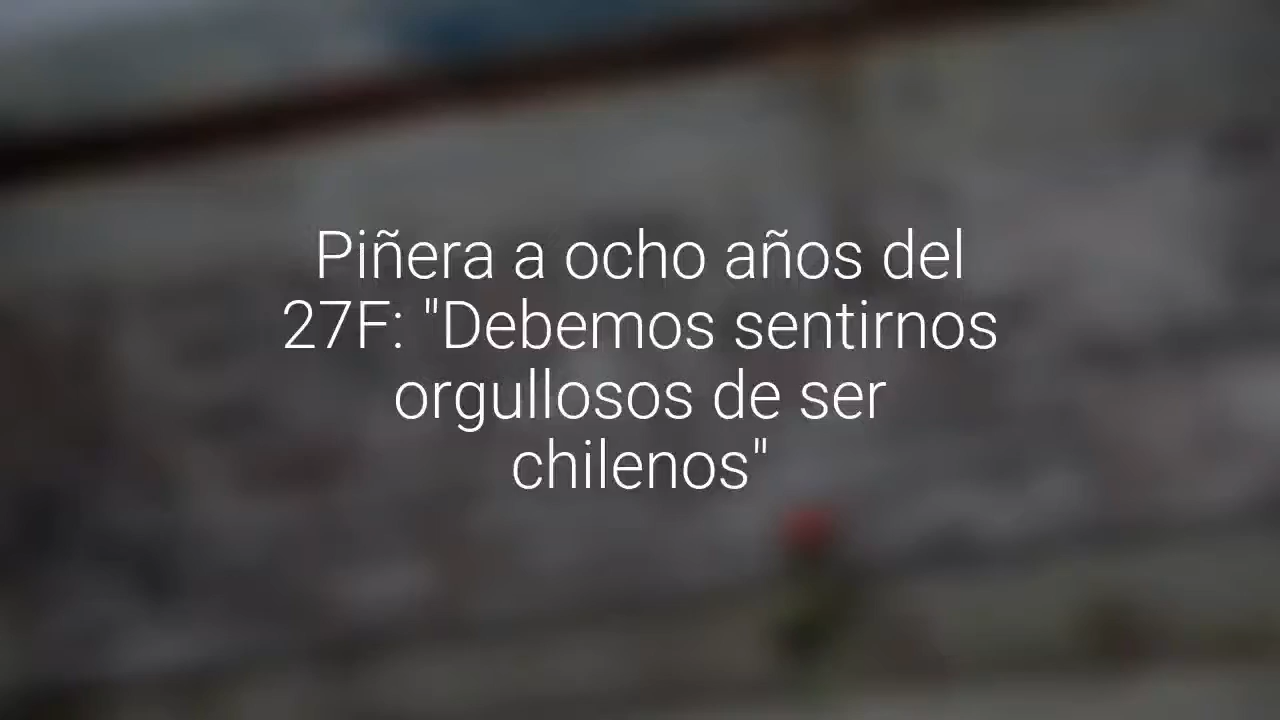 Piñera a ocho años del
27F: "Debemos sentirnos
orgullosos de ser
chilenos"